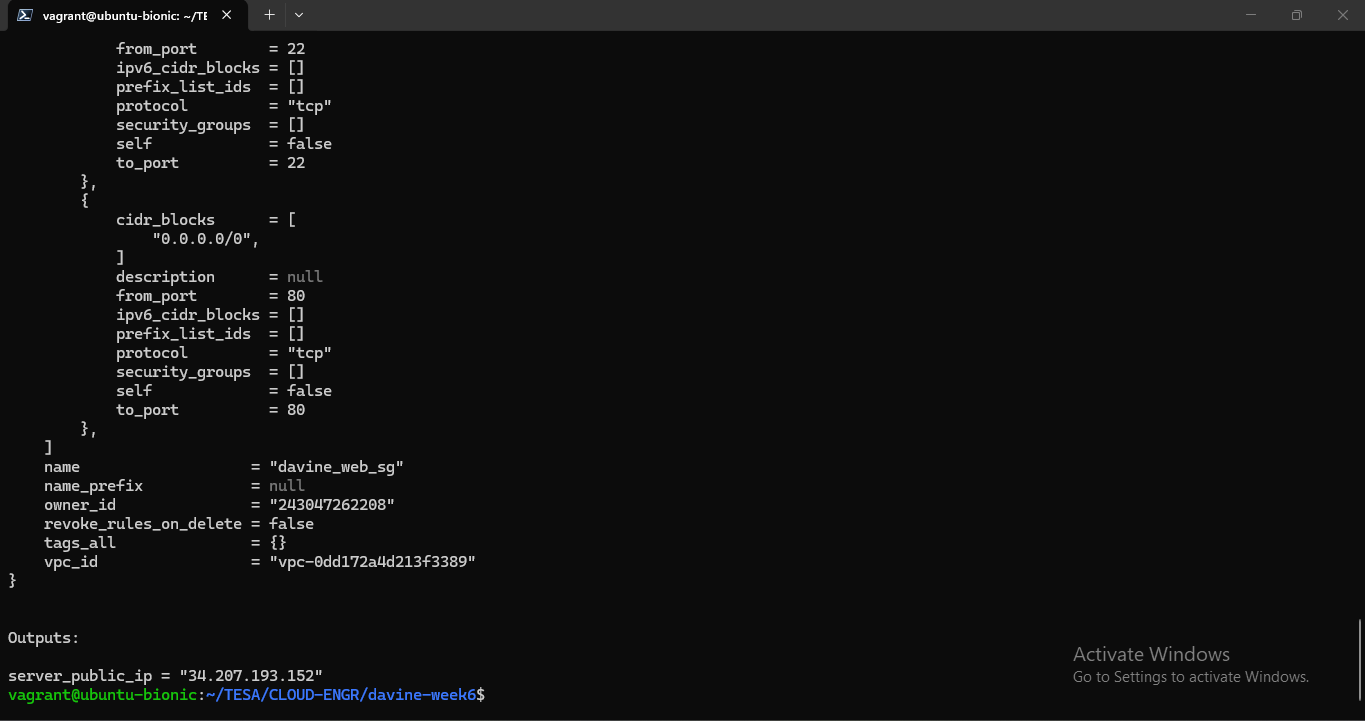 vagrant@ubuntu-bionic: ~/TE
            from_port        = 22
            ipv6_cidr_blocks = []
            prefix_list_ids  = []
            protocol         = "tcp"
            security_groups  = []
            self             = false
            to_port          = 22
        },
        {
            cidr_blocks      = [
                "0.0.0.0/0",
            ]
            description      = null
            from_port        = 80
            ipv6_cidr_blocks = []
            prefix_list_ids  = []
            protocol         = "tcp"
            security_groups  = []
            self             = false
            to_port          = 80
        },
    ]
    name                   = "davine_web_sg"
    name_prefix            = null
    owner_id               = "243047262208"
    revoke_rules_on_delete = false
    tags_all               = {}
    vpc_id                 = "vpc-0dd172a4d213f3389"
}
Outputs:
server_public_ip = "34.207.193.152"
vagrant@ubuntu-bionic:~/TESA/CLOUD-ENGR/davine-week6$
Activate Windows
Go to Settings to activate Windows.